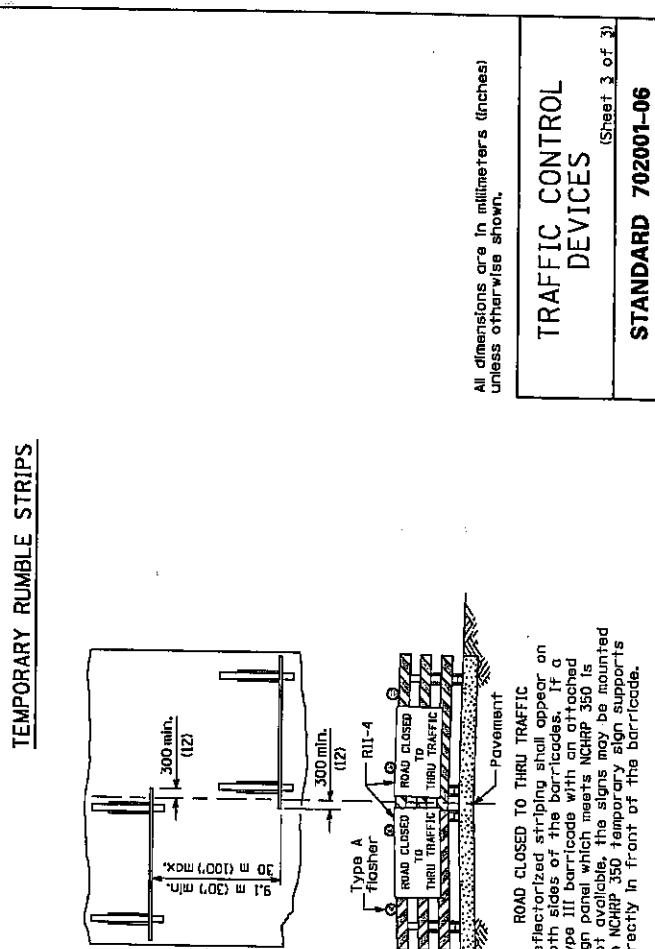 TEMPORARY RUMBLE STRIPS
300 min.
(12)
300 min.
(12)
9.1 m (30') min.
30 m (100') max.
Type A
flasher
RII-4
ROAD CLOSED
TO
THRU TRAFFIC
ROAD CLOSED
TO
THRU TRAFFIC
Pavement
ROAD CLOSED TO THRU TRAFFIC
eflectorized striping shall appear on
oth sides of the barricades. If a
ype III barricade with an attached
gn panel which meets NCHRP 350 is
ot available, the signs may be mounted
NCHRP 350 temporary sign supports
rectly in front of the barricade.
All dimensions are in millimeters (inches)
unless otherwise shown.
TRAFFIC CONTROL
DEVICES
(Sheet 3 of 3)
STANDARD 702001-06